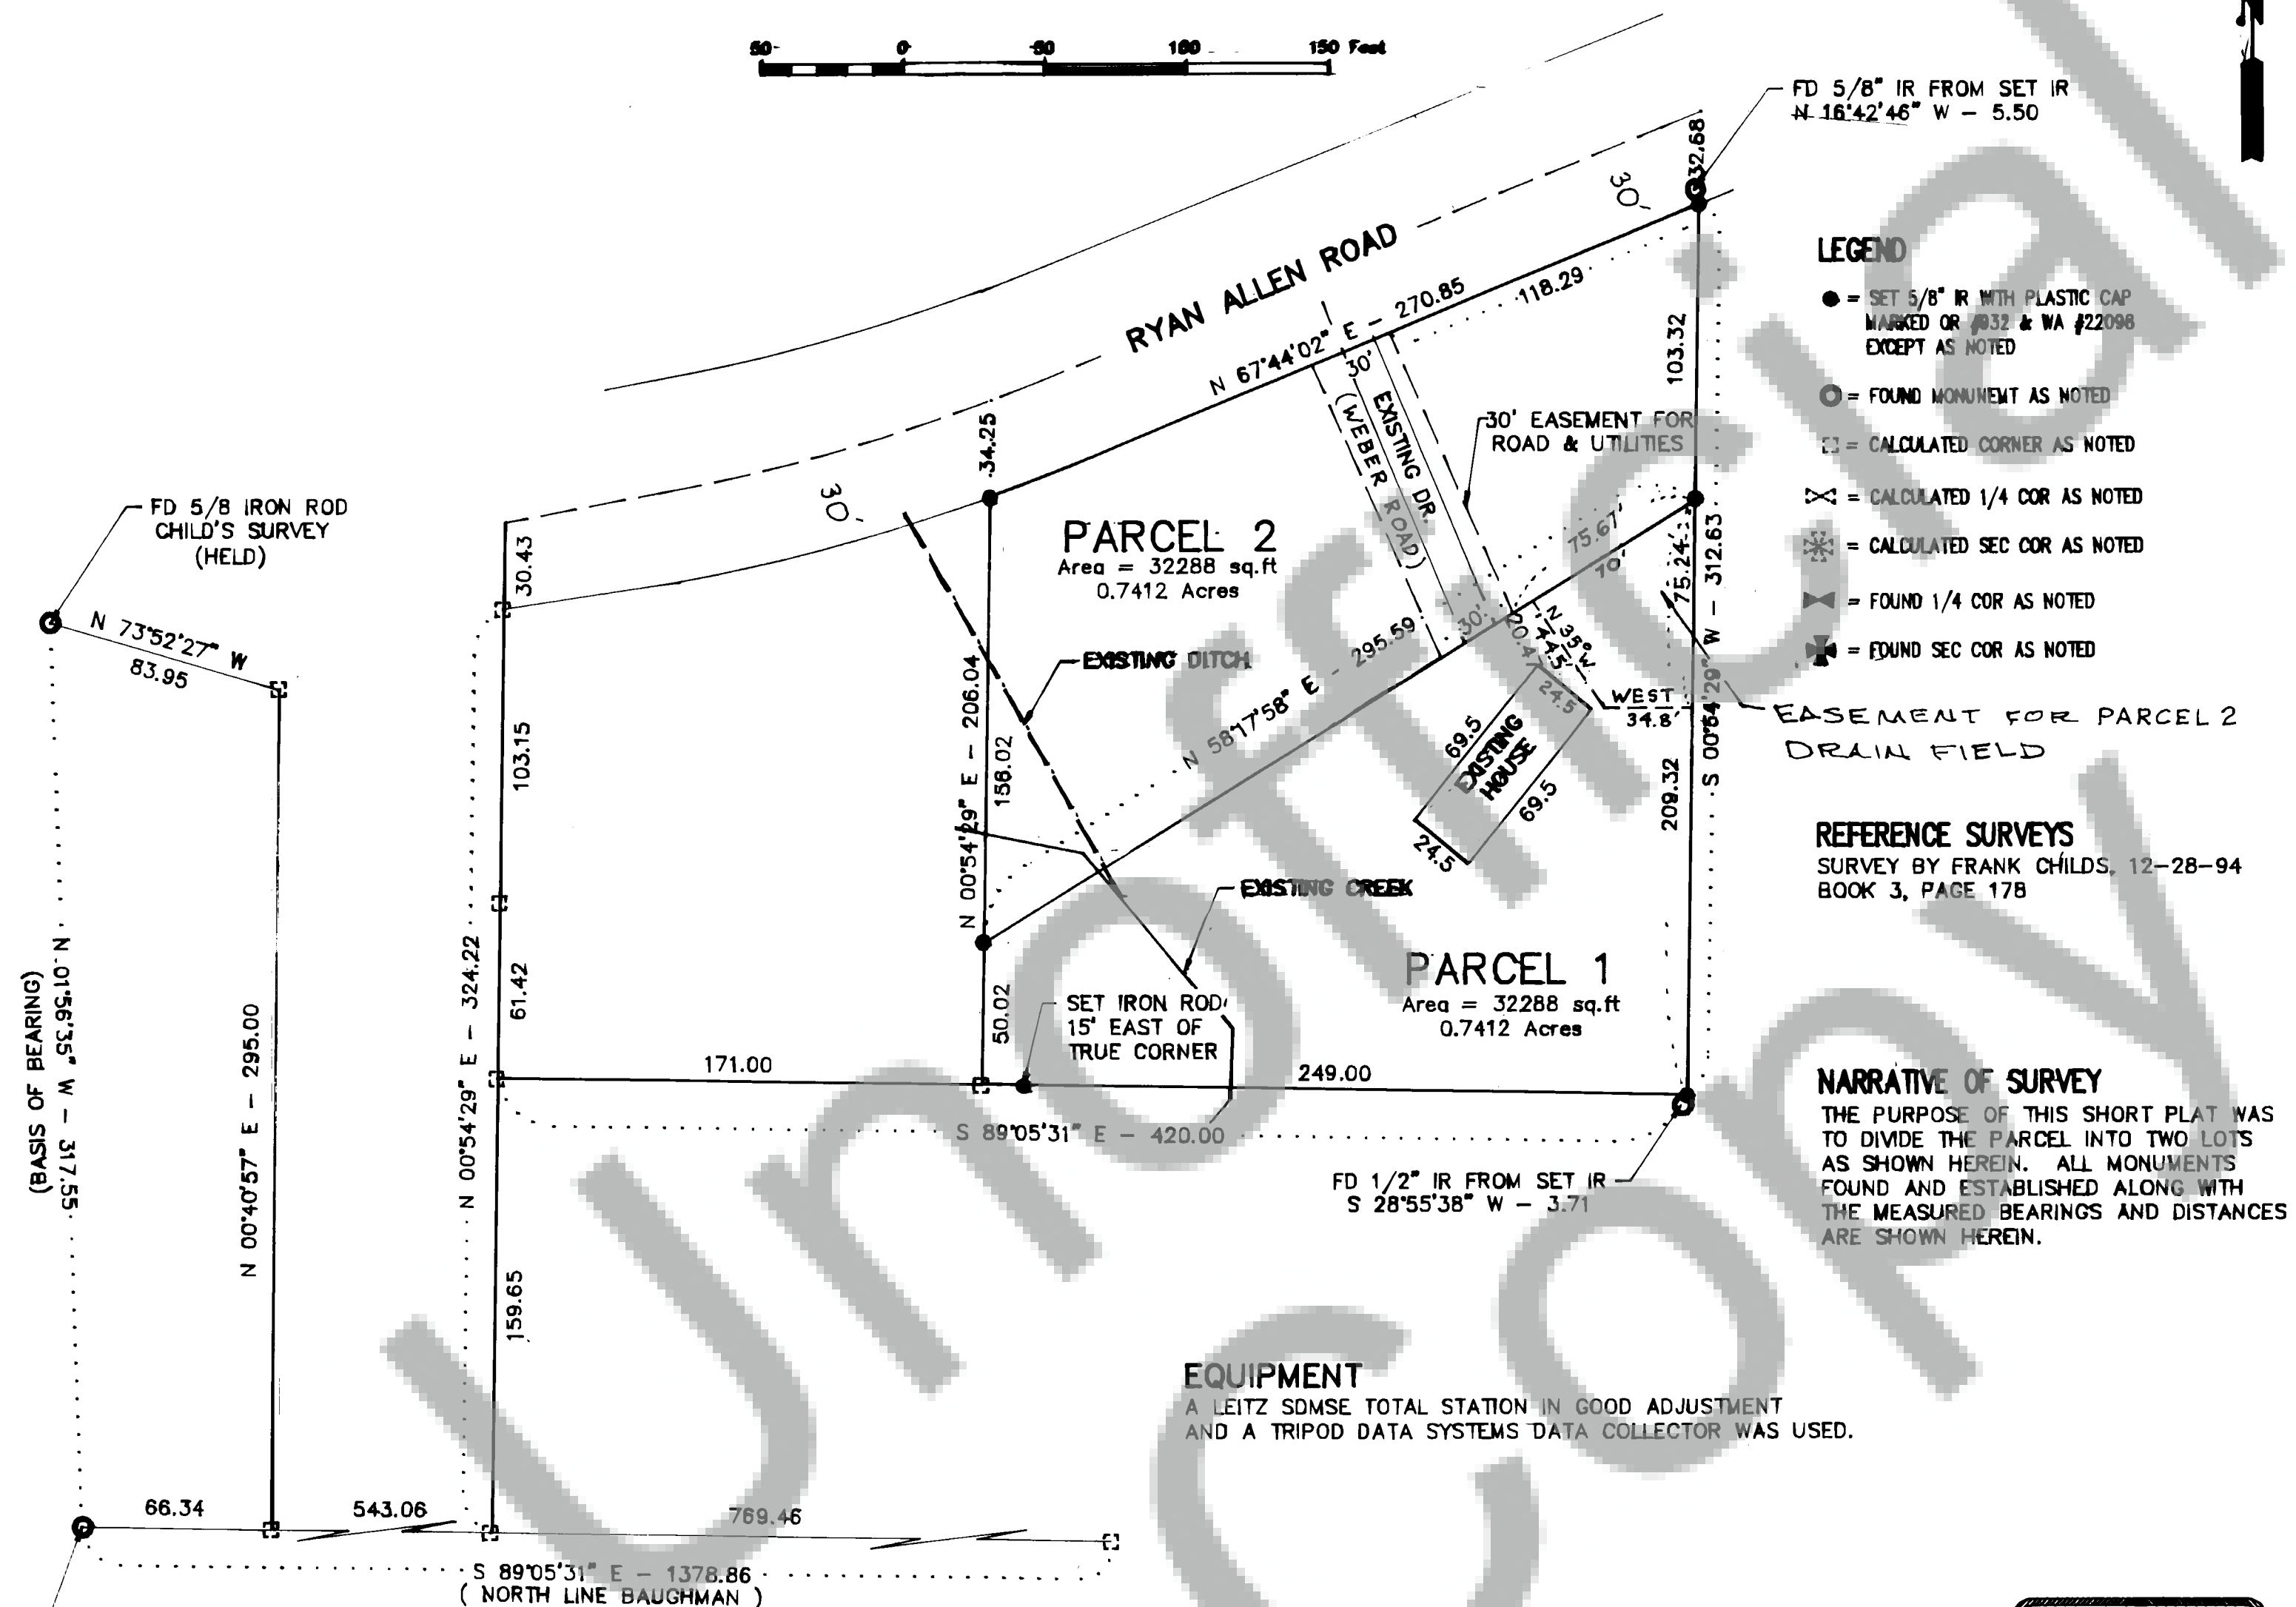 50 0 50 100 150 Feet
FD 5/8" IR FROM SET IR
N 16°42'46" W – 5.50
32.68
30'
RYAN ALLEN ROAD
N 67°44'02" E – 270.85
118.29
103.32
LEGEND
= SET 5/8" IR WITH PLASTIC CAP
MARKED OR #932 & WA #22098
EXCEPT AS NOTED
= FOUND MONUNEMT AS NOTED
= CALCULATED CORNER AS NOTED
= CALCULATED 1/4 COR AS NOTED
= CALCULATED SEC COR AS NOTED
= FOUND 1/4 COR AS NOTED
= FOUND SEC COR AS NOTED
30'
EXISTING DR.
(WEBER ROAD)
30' EASEMENT FOR
ROAD & UTILITIES
34.25
30'
FD 5/8 IRON ROD
CHILD'S SURVEY
(HELD)
N 73°52'27" W
83.95
30.43
103.15
PARCEL 2
Area = 32288 sq.ft
0.7412 Acres
EXISTING DITCH
N 00°54'29" E – 206.04
156.02
N 58°17'58" E – 295.59
30'
20.47
75.67
10'
75.24
S 00°54'29" W – 312.63
N 35° W
44.5'
WEST
34.8'
24.5
69.5
EXISTING
HOUSE
69.5
24.5
209.32
EASEMENT FOR PARCEL 2
DRAIN FIELD
REFERENCE SURVEYS
SURVEY BY FRANK CHILDS, 12-28-94
BOOK 3, PAGE 178
EXISTING CREEK
PARCEL 1
Area = 32288 sq.ft
0.7412 Acres
SET IRON ROD
15' EAST OF
TRUE CORNER
50.02
61.42
N 00°54'29" E – 324.22
159.65
171.00
249.00
S 89°05'31" E – 420.00
FD 1/2" IR FROM SET IR
S 28°55'38" W – 3.71
NARRATIVE OF SURVEY
THE PURPOSE OF THIS SHORT PLAT WAS
TO DIVIDE THE PARCEL INTO TWO LOTS
AS SHOWN HEREIN. ALL MONUMENTS
FOUND AND ESTABLISHED ALONG WITH
THE MEASURED BEARINGS AND DISTANCES
ARE SHOWN HEREIN.
(BASIS OF BEARING)
N 01°56'35" W – 317.55
N 00°40'57" E – 295.00
EQUIPMENT
A LEITZ SDM5E TOTAL STATION IN GOOD ADJUSTMENT
AND A TRIPOD DATA SYSTEMS DATA COLLECTOR WAS USED.
66.34
543.06
769.46
S 89°05'31" E – 1378.86
( NORTH LINE BAUGHMAN )
Unofficial
Copy